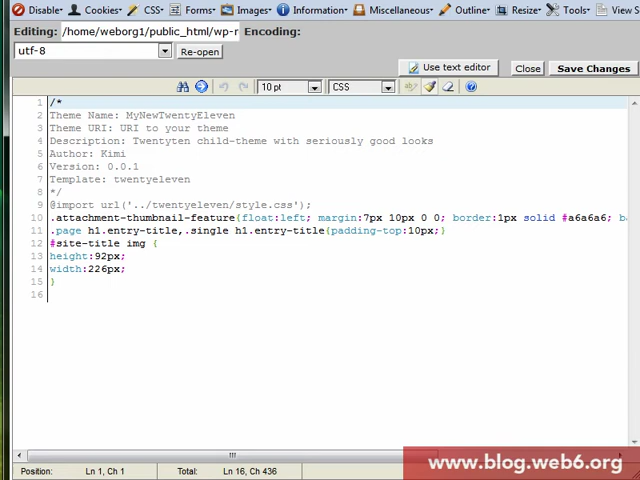 Disable Cookies CSS Forms Images Information Miscellaneous Outline Resize Tools View S
Editing: /home/weborg1/public_html/wp-r Encoding:
utf-8 Re-open
Use text editor Close Save Changes
10 pt CSS
1 /*
2 Theme Name: MyNewTwentyEleven
3 Theme URI: URI to your theme
4 Description: Twentyten child-theme with seriously good looks
5 Author: Kimi
6 Version: 0.0.1
7 Template: twentyeleven
8 */
9 @import url('../twentyeleven/style.css');
10 .attachment-thumbnail-feature{float:left; margin:7px 10px 0 0; border:1px solid #a6a6a6; ba
11 .page h1.entry-title,.single h1.entry-title{padding-top:10px;}
12 #site-title img {
13 height:92px;
14 width:226px;
15 }
16
Position: Ln 1, Ch 1 Total: Ln 16, Ch 436
www.blog.web6.org